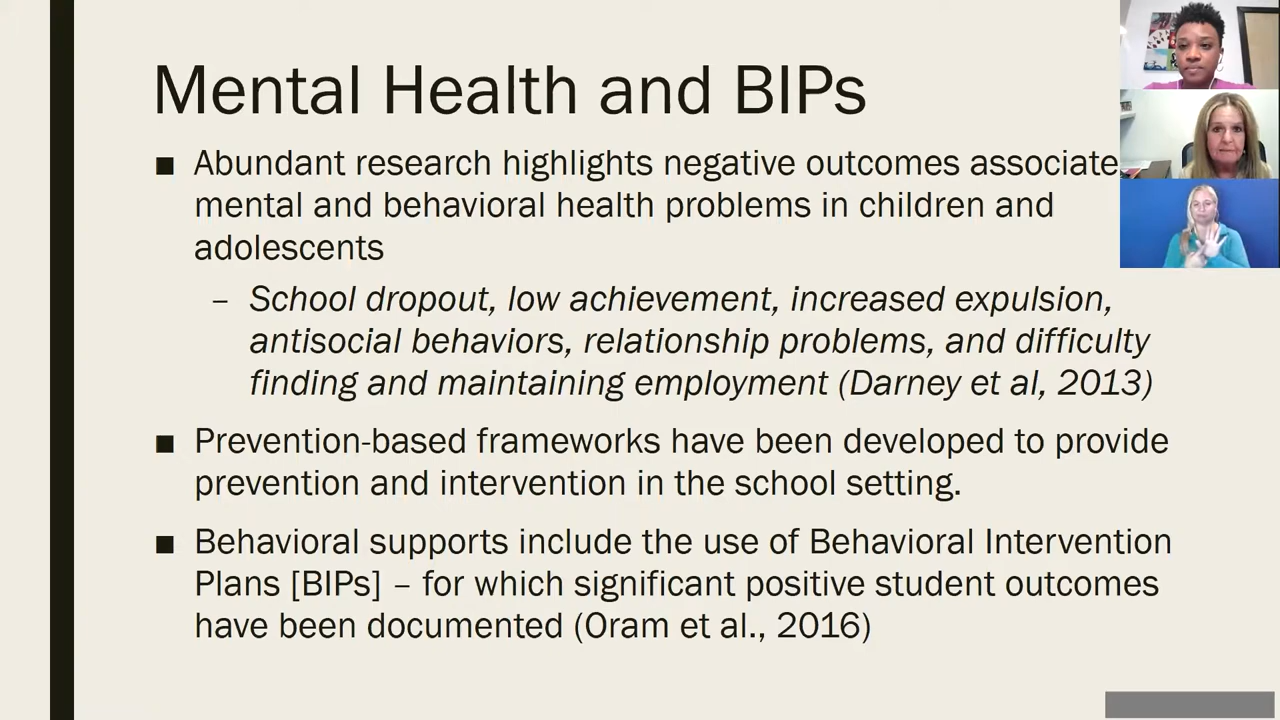 Mental Health and BIPs
■ Abundant research highlights negative outcomes associate
mental and behavioral health problems in children and
adolescents
– School dropout, low achievement, increased expulsion,
antisocial behaviors, relationship problems, and difficulty
finding and maintaining employment (Darney et al, 2013)
■ Prevention-based frameworks have been developed to provide
prevention and intervention in the school setting.
■ Behavioral supports include the use of Behavioral Intervention
Plans [BIPs] – for which significant positive student outcomes
have been documented (Oram et al., 2016)